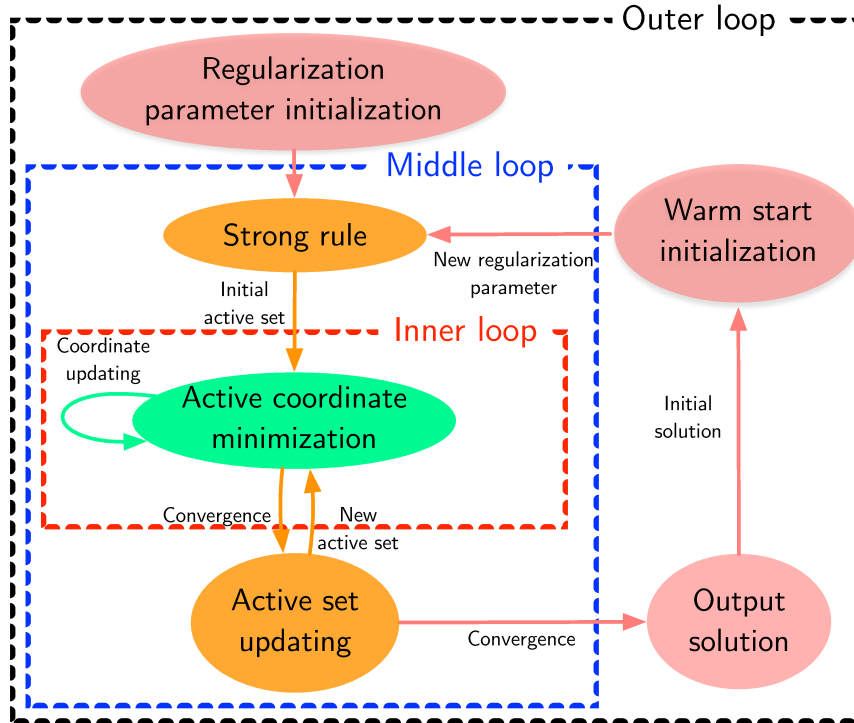 Outer loop
Regularization
parameter initialization
Middle loop
Strong rule
Warm start
initialization
New regularization
parameter
Initial
active set
Inner loop
Coordinate
updating
Active coordinate
minimization
Initial
solution
Convergence
New
active set
Active set
updating
Convergence
Output
solution